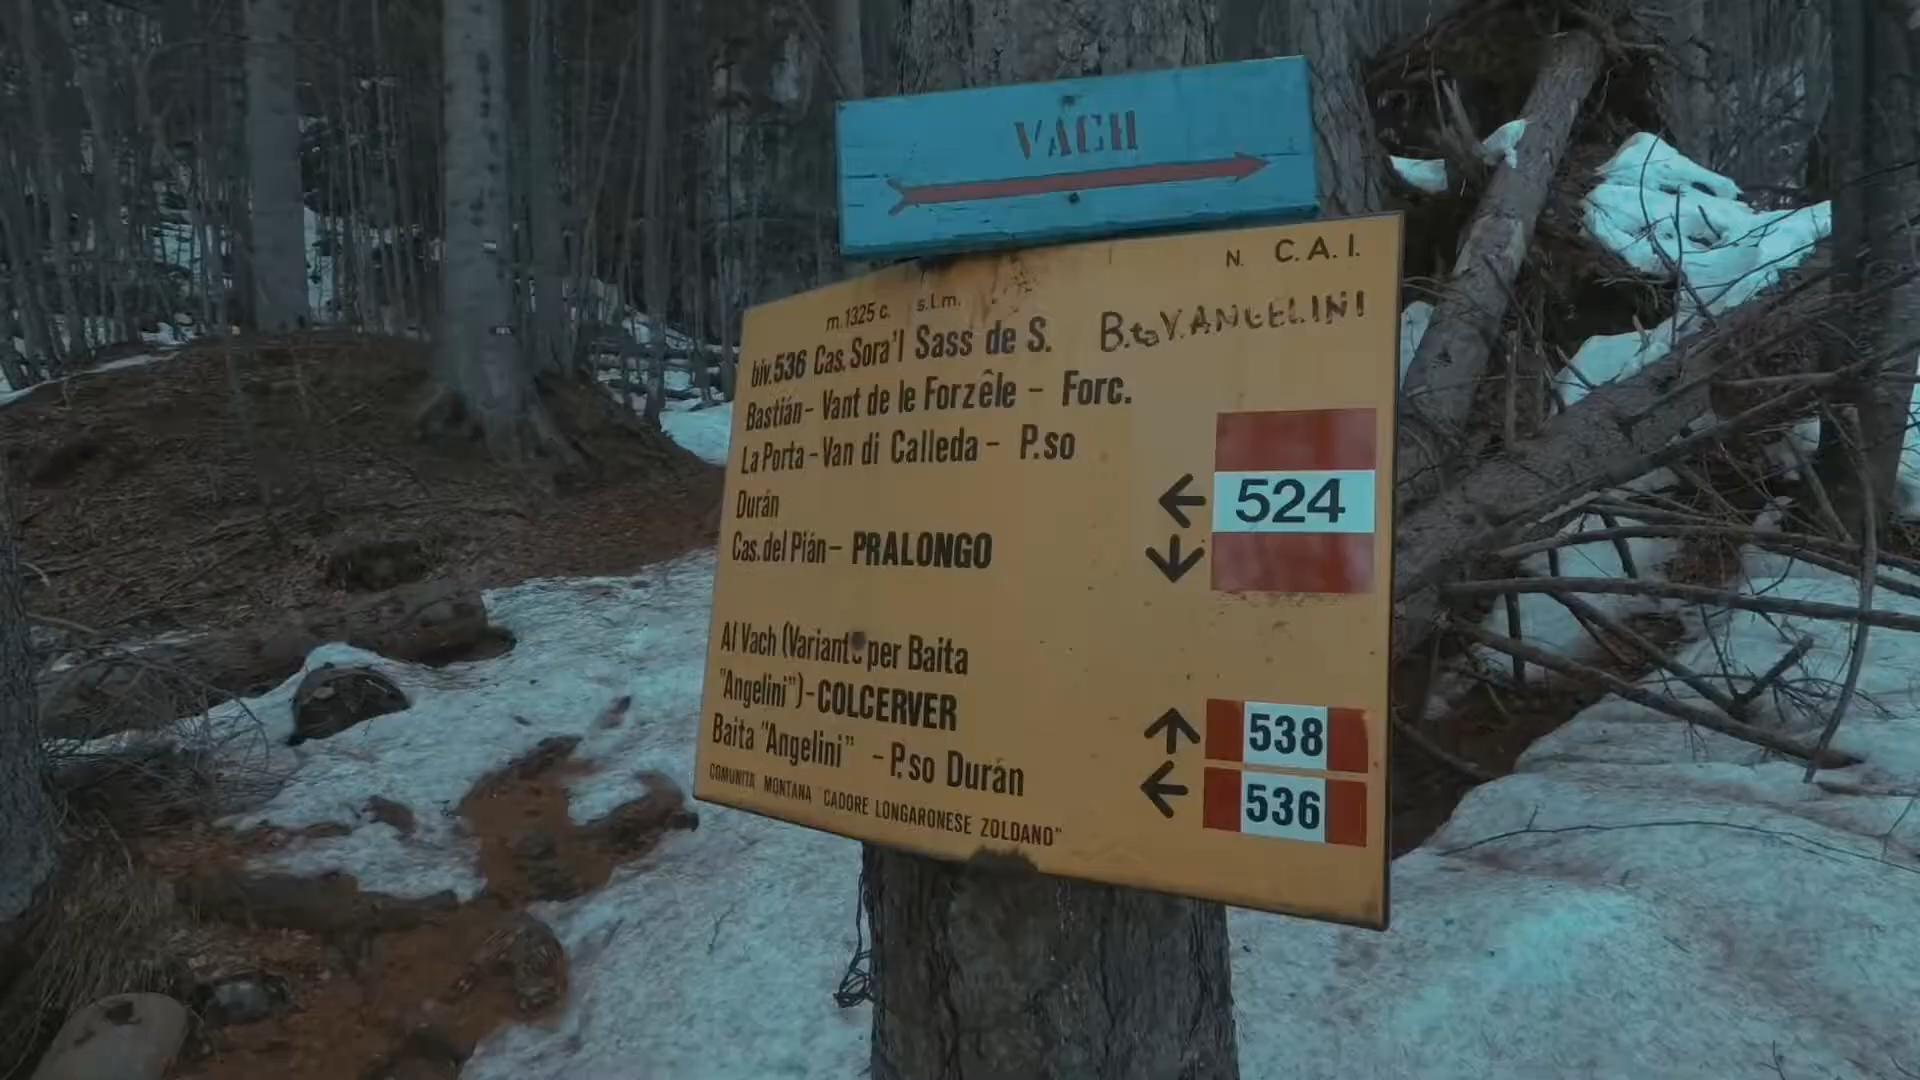 VACH
N. C.A.I.
m.1325 c. s.l.m.
biv.536 Cas. Sora'l Sass de S. B.ta V. ANGELINI
Bastián - Vant de le Forzêle - Forc.
La Porta - Van di Calleda - P.so
Durán
← 524
Cas. del Pián - PRALONGO ↓
Al Vach (Variante per Baita
"Angelini") - COLCERVER ↑ 538
Baita "Angelini" - P.so Durán ← 536
COMUNITA MONTANA "CADORE LONGARONESE ZOLDANO"